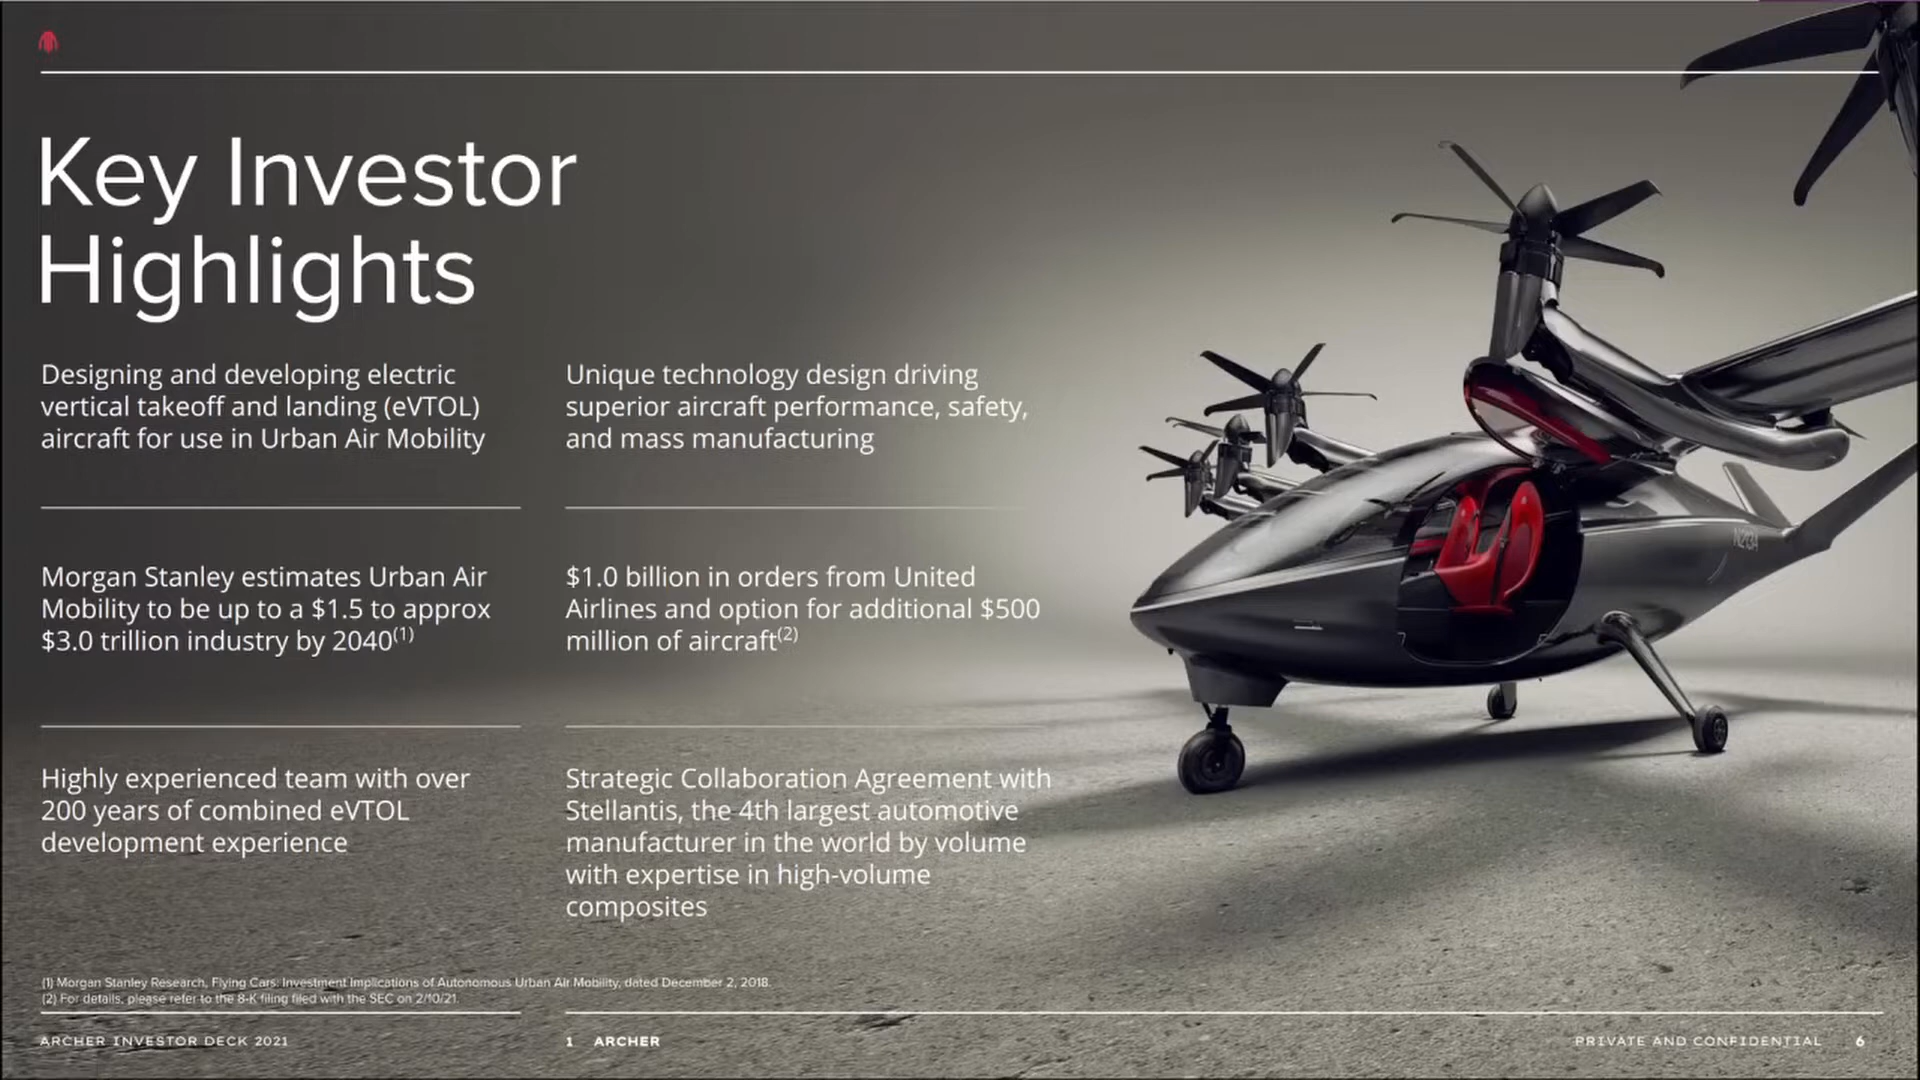 Key Investor
Highlights
Designing and developing electric
vertical takeoff and landing (eVTOL)
aircraft for use in Urban Air Mobility
Unique technology design driving
superior aircraft performance, safety,
and mass manufacturing
Morgan Stanley estimates Urban Air
Mobility to be up to a $1.5 to approx
$3.0 trillion industry by 2040(1)
$1.0 billion in orders from United
Airlines and option for additional $500
million of aircraft(2)
Highly experienced team with over
200 years of combined eVTOL
development experience
Strategic Collaboration Agreement with
Stellantis, the 4th largest automotive
manufacturer in the world by volume
with expertise in high-volume
composites
(1) Morgan Stanley Research, Flying Cars: Investment Implications of Autonomous Urban Air Mobility, dated December 2, 2018.
(2) For details, please refer to the 8-K filing filed with the SEC on 2/10/21.
ARCHER INVESTOR DECK 2021
1 ARCHER
PRIVATE AND CONFIDENTIAL 6